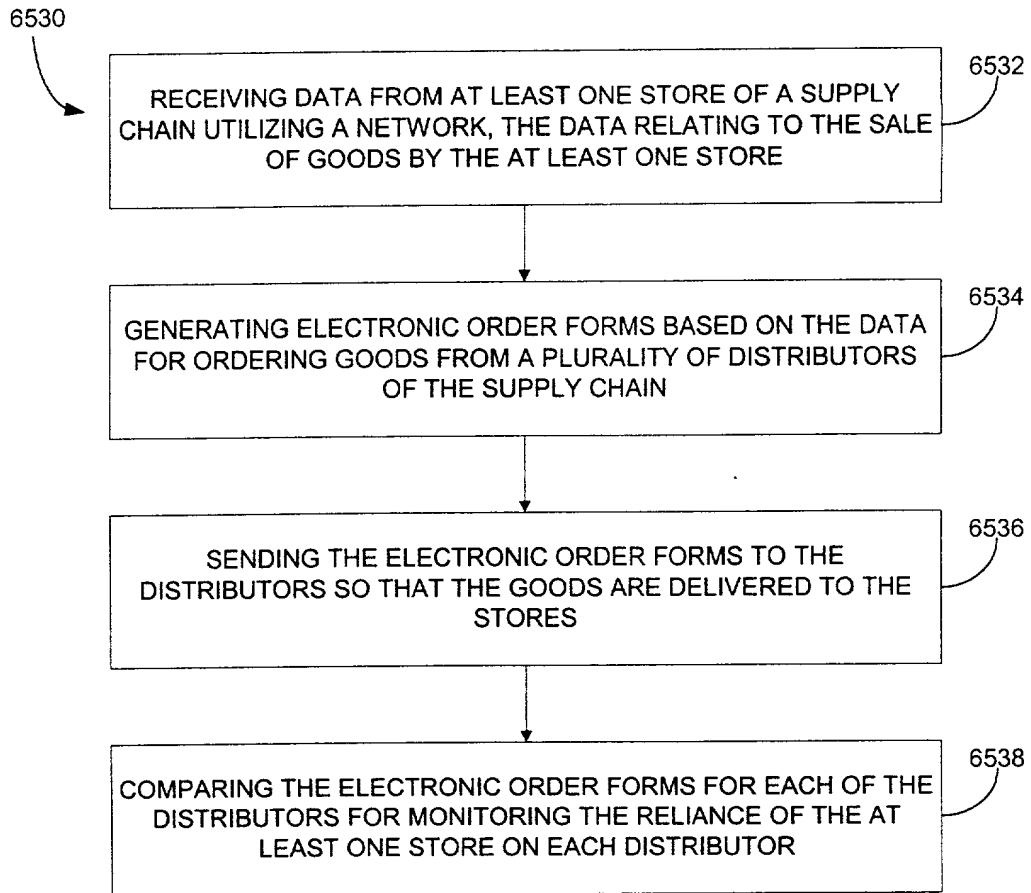 6530
RECEIVING DATA FROM AT LEAST ONE STORE OF A SUPPLY
CHAIN UTILIZING A NETWORK, THE DATA RELATING TO THE SALE
OF GOODS BY THE AT LEAST ONE STORE
6532
GENERATING ELECTRONIC ORDER FORMS BASED ON THE DATA
FOR ORDERING GOODS FROM A PLURALITY OF DISTRIBUTORS
OF THE SUPPLY CHAIN
6534
SENDING THE ELECTRONIC ORDER FORMS TO THE
DISTRIBUTORS SO THAT THE GOODS ARE DELIVERED TO THE
STORES
6536
COMPARING THE ELECTRONIC ORDER FORMS FOR EACH OF THE
DISTRIBUTORS FOR MONITORING THE RELIANCE OF THE AT
LEAST ONE STORE ON EACH DISTRIBUTOR
6538